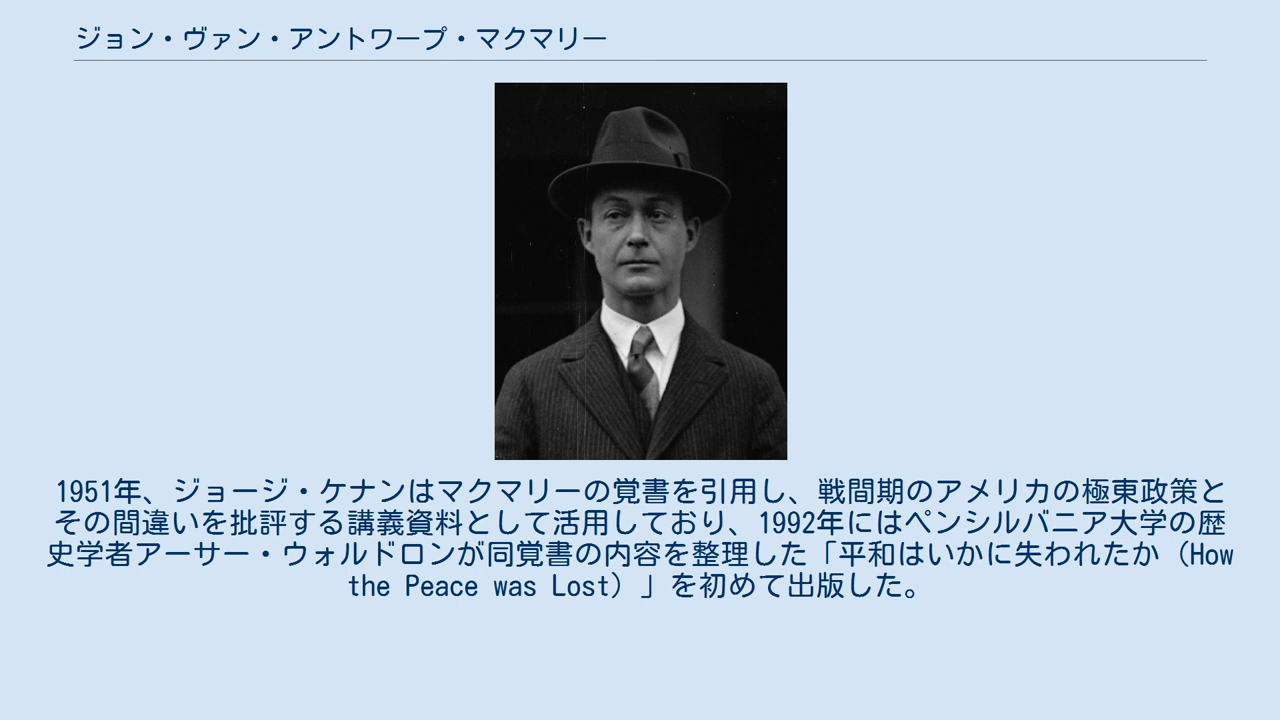 ジョン・ヴァン・アントワープ・マクマリー
1951年、ジョージ・ケナンはマクマリーの覚書を引用し、戦間期のアメリカの極東政策と
その間違いを批評する講義資料として活用しており、1992年にはペンシルバニア大学の歴
史学者アーサー・ウォルドロンが同覚書の内容を整理した「平和はいかに失われたか（How
the Peace was Lost）」を初めて出版した。